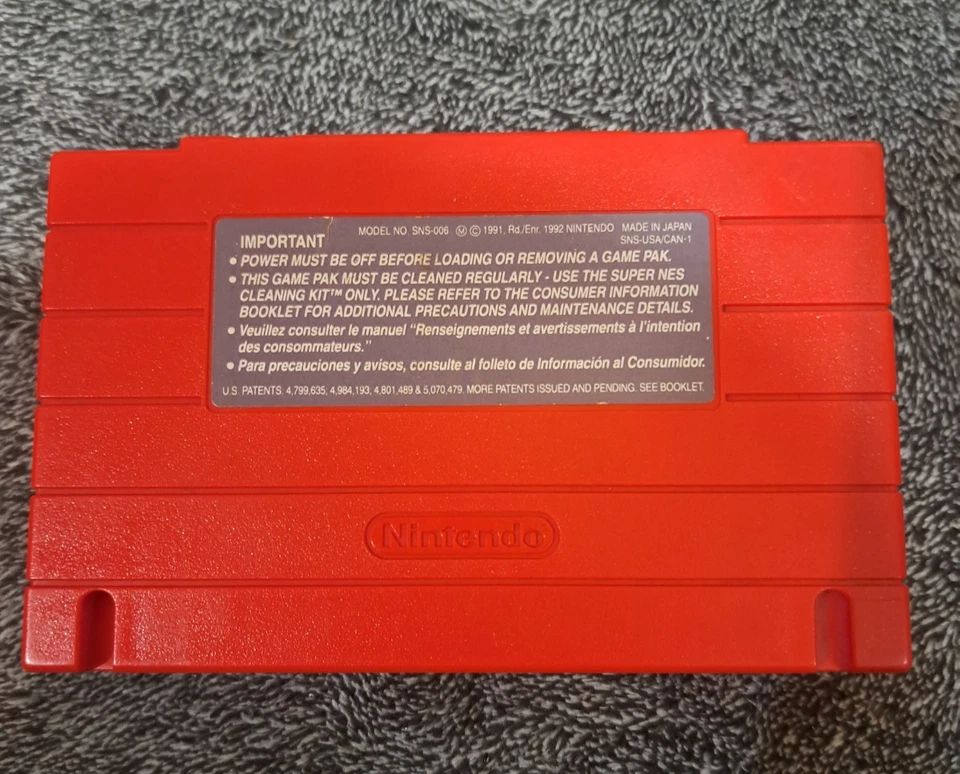 IMPORTANT MODEL NO. SNS-006 Ⓜ © 1991, Rd/Enr. 1992 NINTENDO MADE IN JAPAN
SNS-USA/CAN-1
• POWER MUST BE OFF BEFORE LOADING OR REMOVING A GAME PAK.
• THIS GAME PAK MUST BE CLEANED REGULARLY - USE THE SUPER NES
CLEANING KIT™ ONLY. PLEASE REFER TO THE CONSUMER INFORMATION
BOOKLET FOR ADDITIONAL PRECAUTIONS AND MAINTENANCE DETAILS.
• Veuillez consulter le manuel "Renseignements et avertissements à l'intention
des consommateurs."
• Para precauciones y avisos, consulte al folleto de Información al Consumidor.
U.S. PATENTS. 4,799,635; 4,984,193; 4,801,489 & 5,070,479. MORE PATENTS ISSUED AND PENDING. SEE BOOKLET.
Nintendo